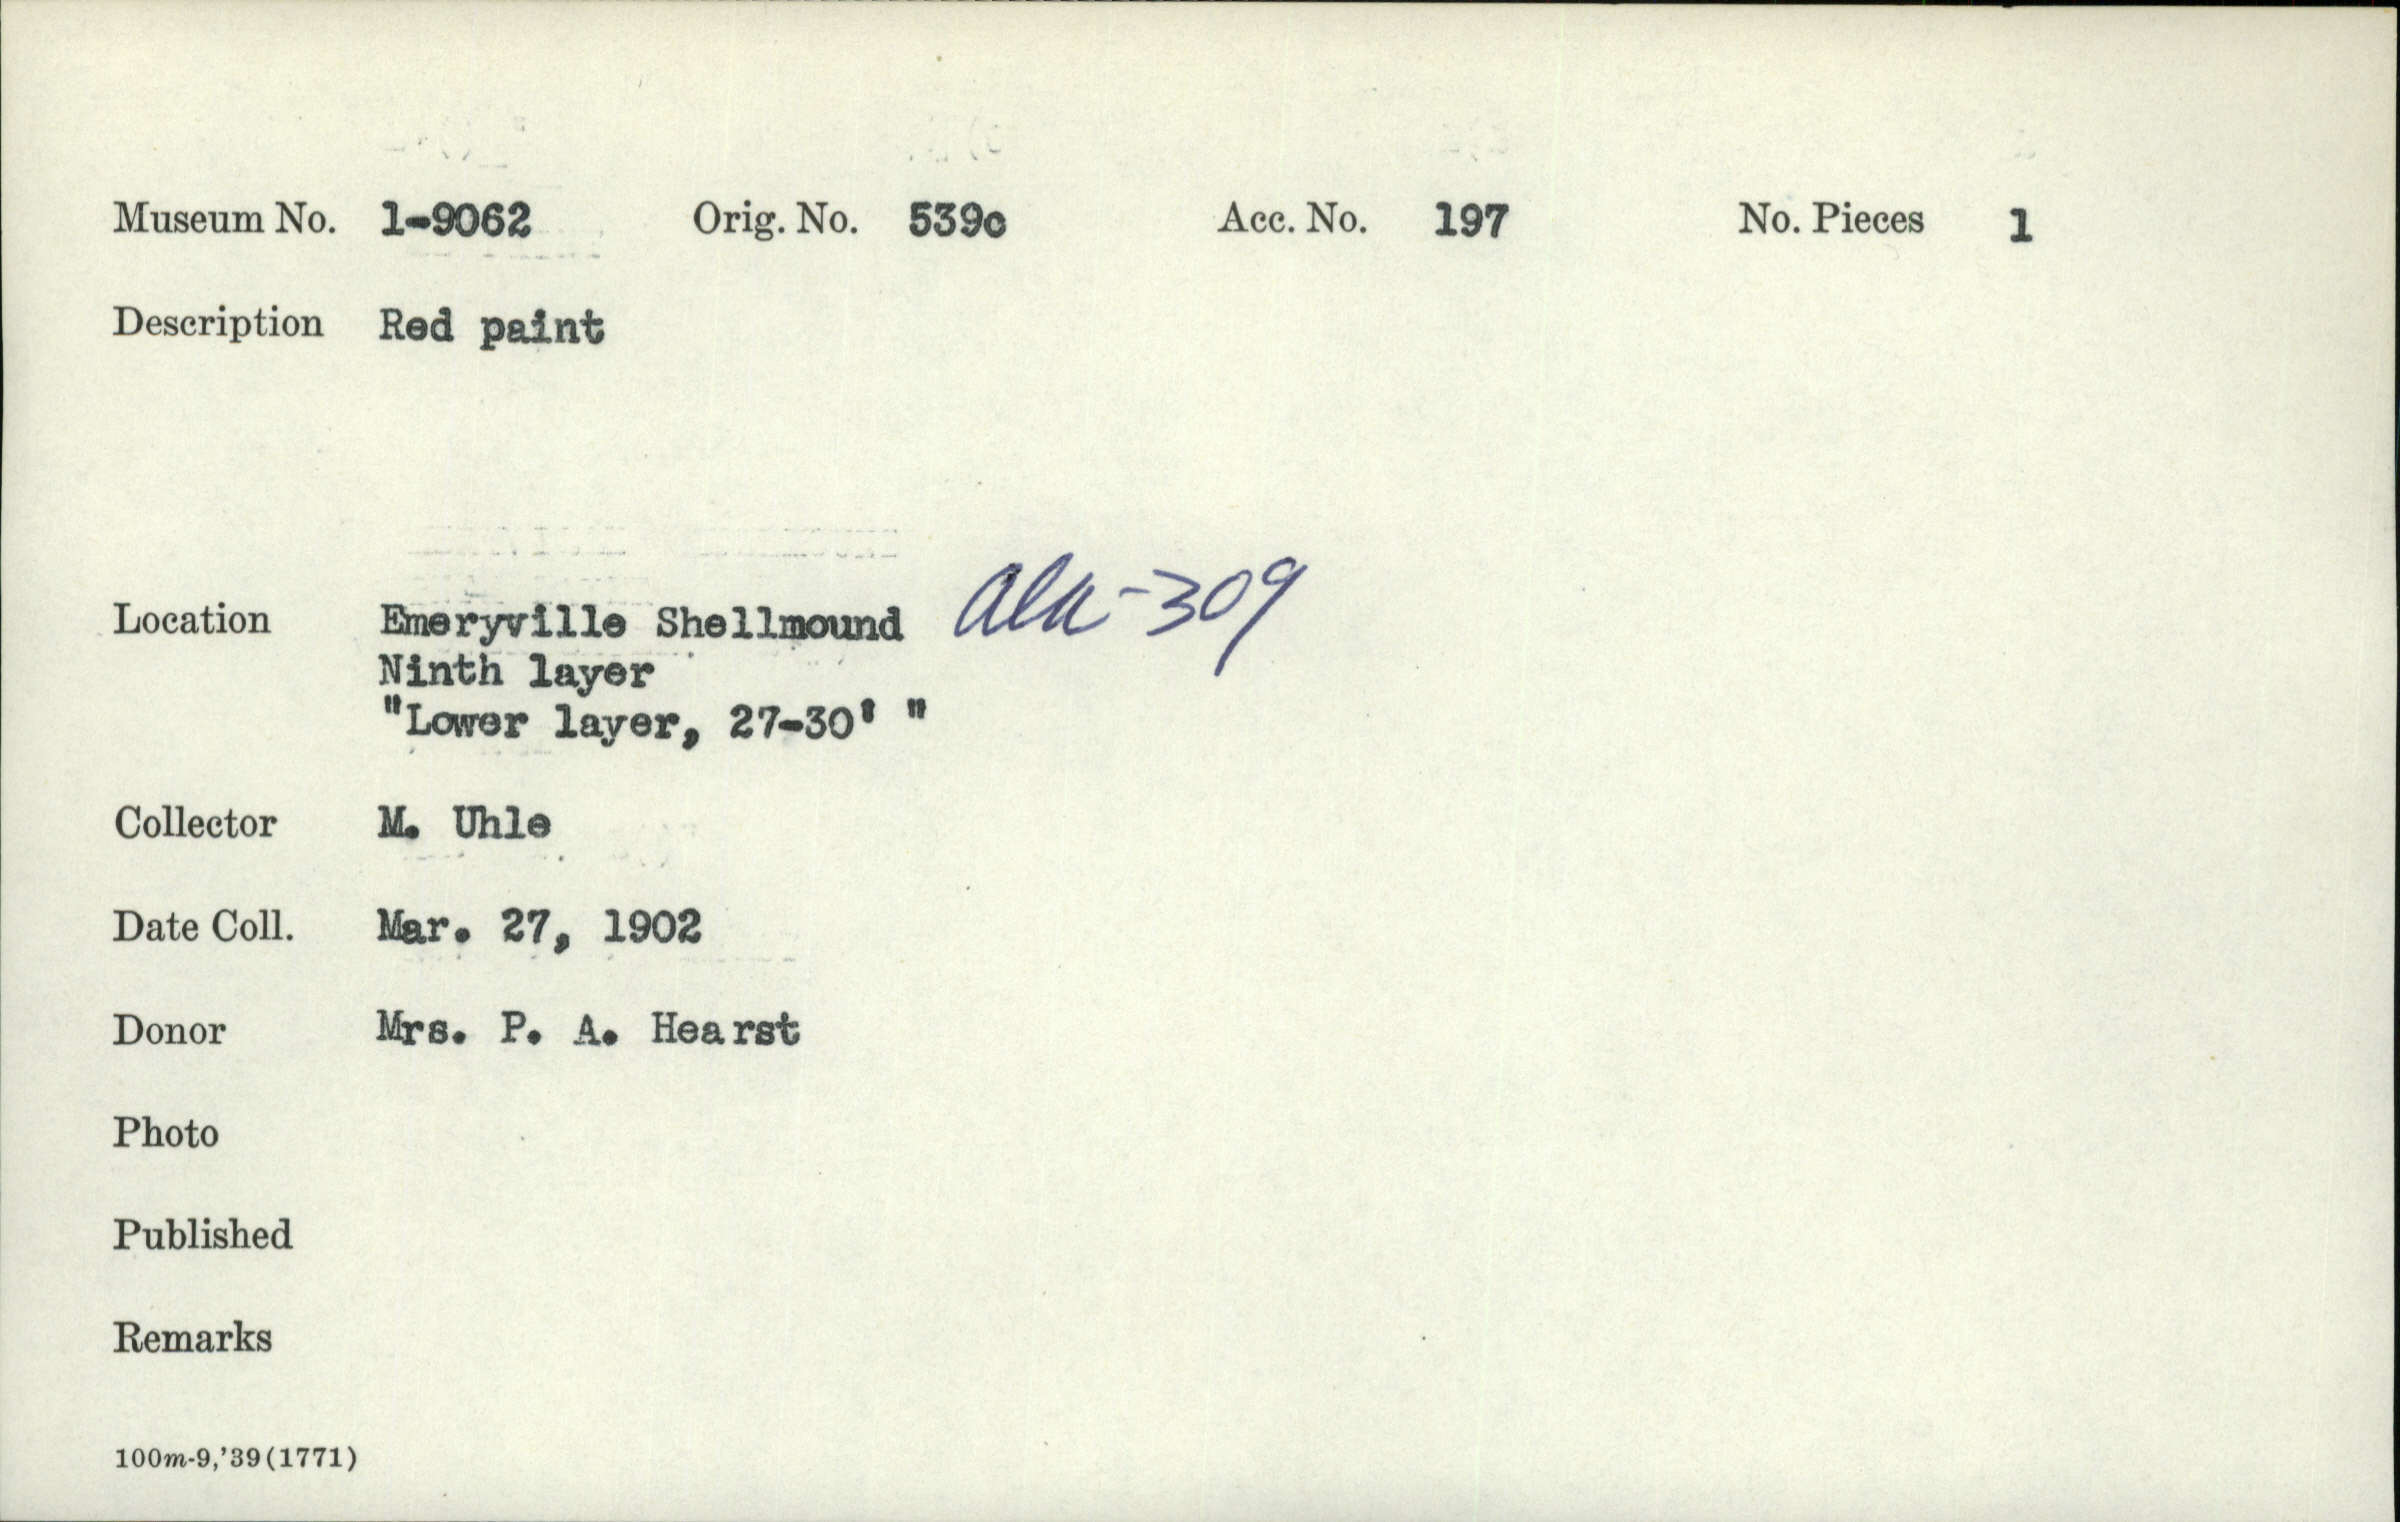 Museum No. 1-9062 Orig. No. 539c Acc. No. 197 No. Pieces 1
Description Red paint
Location Emeryville Shellmound Ala-309
Ninth layer
"Lower layer, 27-30' "
Collector M. Uhle
Date Coll. Mar. 27, 1902
Donor Mrs. P. A. Hearst
Photo
Published
Remarks
100m-9,'39(1771)